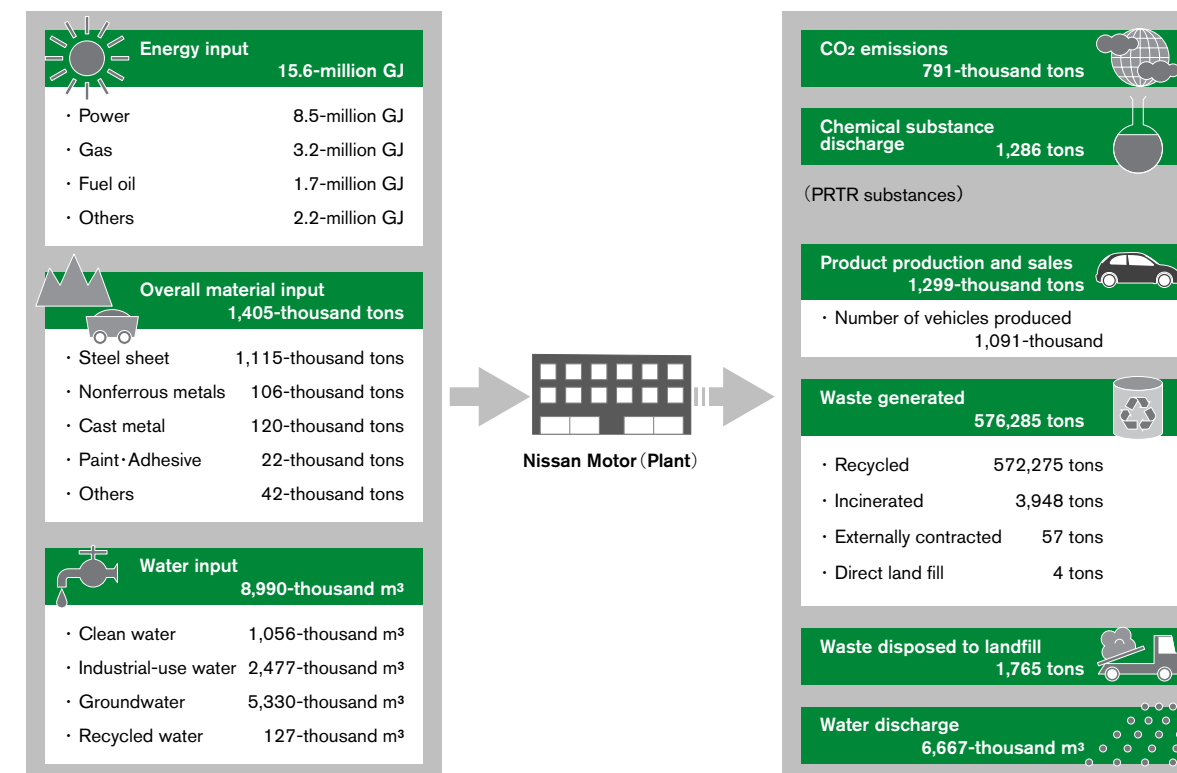 Energy input
15.6-million GJ
・Power 8.5-million GJ
・Gas 3.2-million GJ
・Fuel oil 1.7-million GJ
・Others 2.2-million GJ
Overall material input
1,405-thousand tons
・Steel sheet 1,115-thousand tons
・Nonferrous metals 106-thousand tons
・Cast metal 120-thousand tons
・Paint・Adhesive 22-thousand tons
・Others 42-thousand tons
Water input
8,990-thousand m³
・Clean water 1,056-thousand m³
・Industrial-use water 2,477-thousand m³
・Groundwater 5,330-thousand m³
・Recycled water 127-thousand m³
Nissan Motor（Plant）
CO₂ emissions
791-thousand tons
Chemical substance
discharge 1,286 tons
（PRTR substances）
Product production and sales
1,299-thousand tons
・Number of vehicles produced
1,091-thousand
Waste generated
576,285 tons
・Recycled 572,275 tons
・Incinerated 3,948 tons
・Externally contracted 57 tons
・Direct land fill 4 tons
Waste disposed to landfill
1,765 tons
Water discharge
6,667-thousand m³